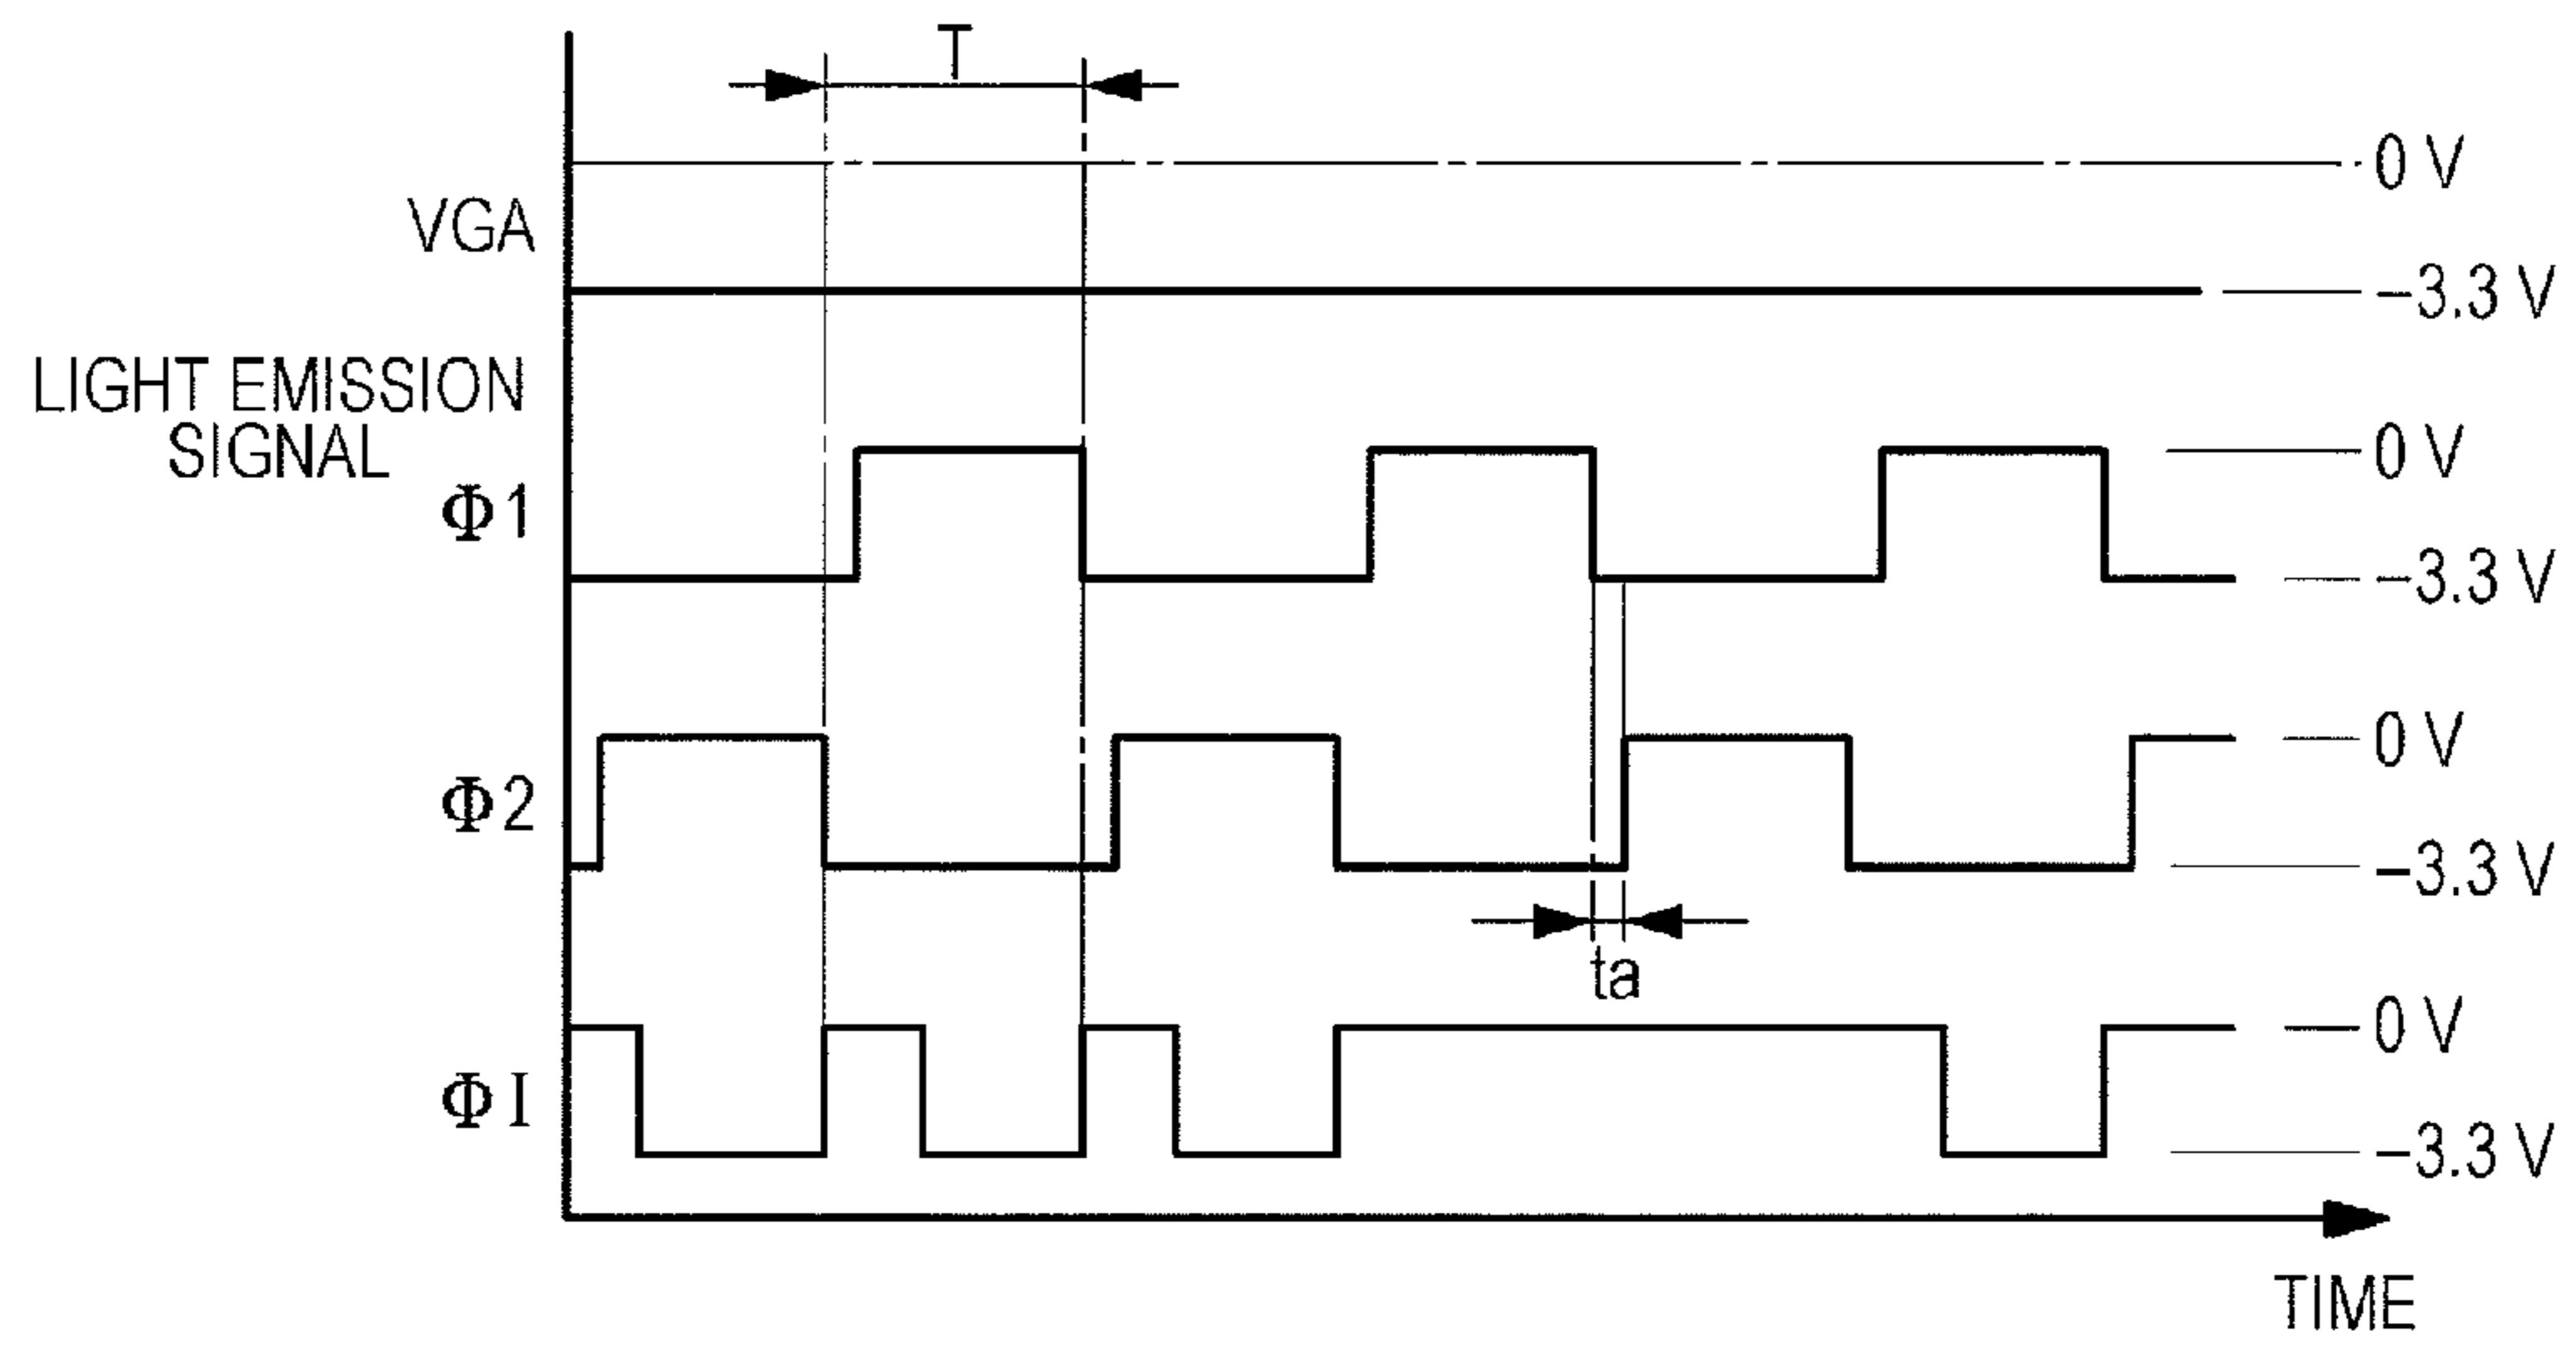 T
0 V
VGA
−3.3 V
LIGHT EMISSION
SIGNAL
0 V
Φ1
−3.3 V
0 V
Φ2
−3.3 V
ta
0 V
ΦI
−3.3 V
TIME